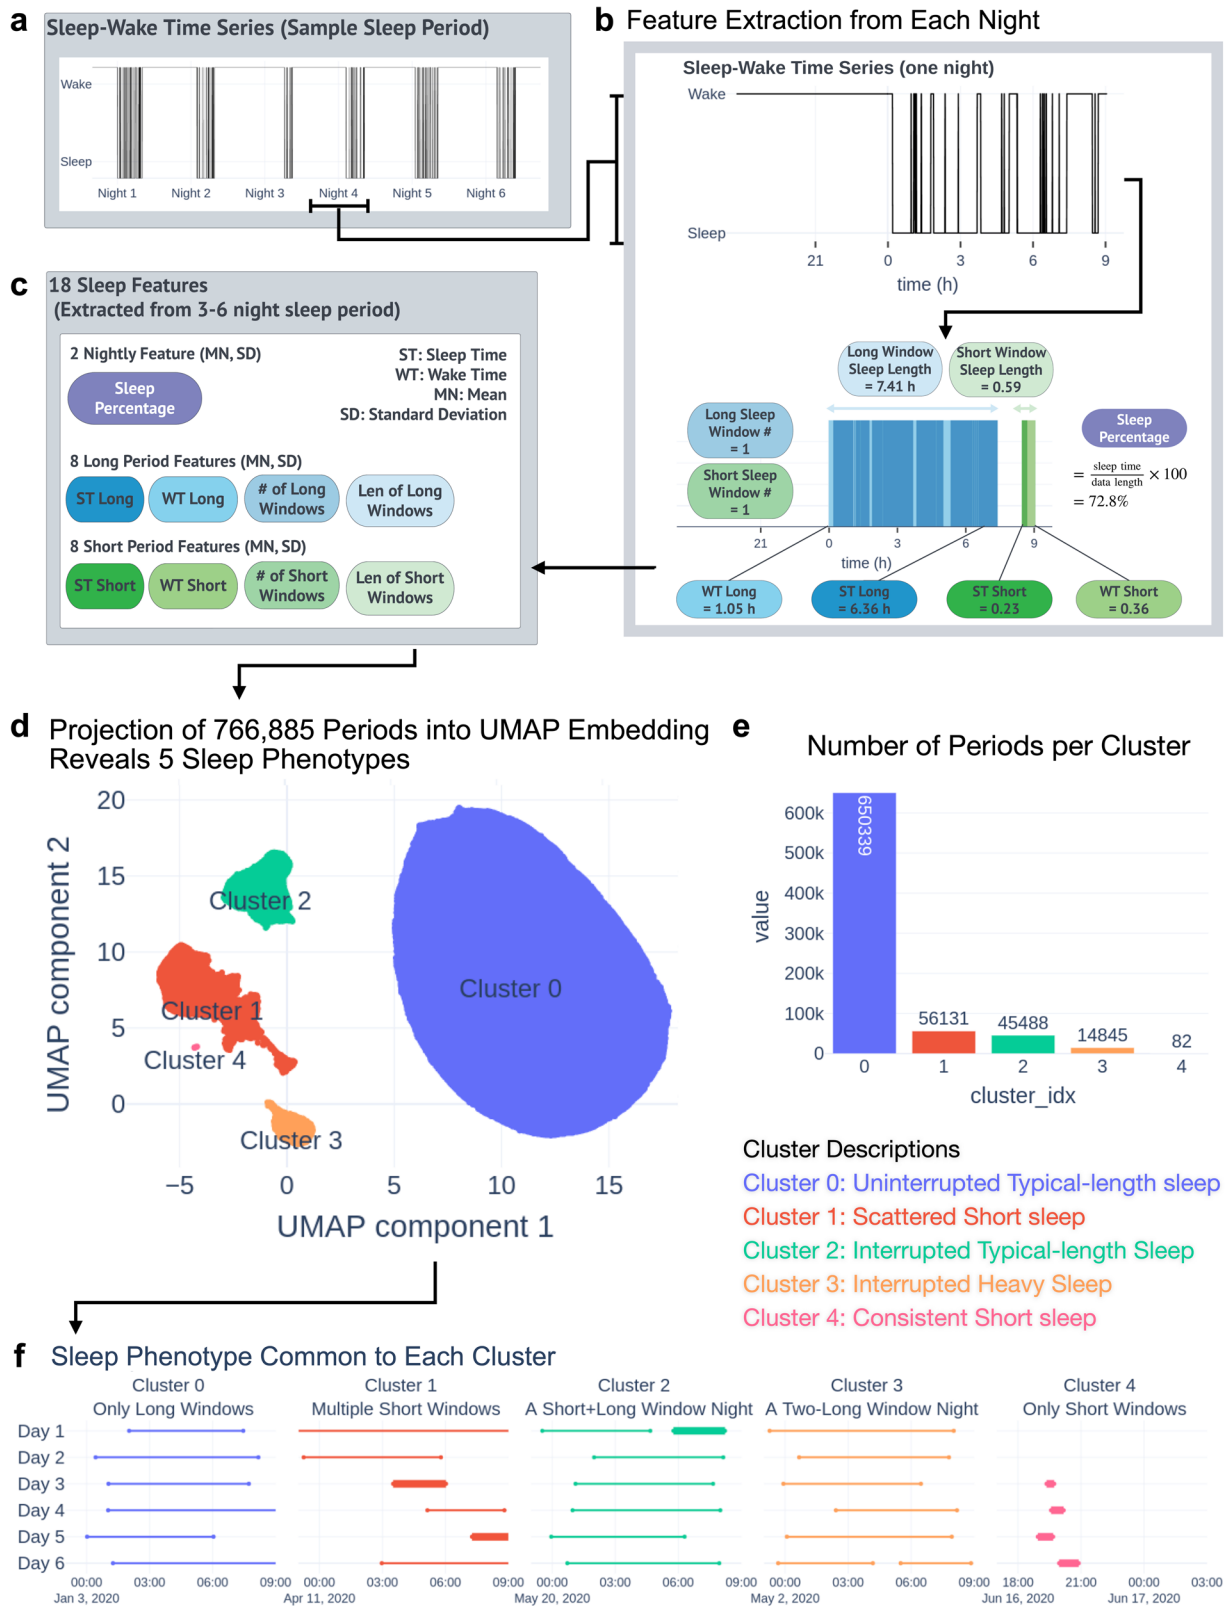 a
Sleep-Wake Time Series (Sample Sleep Period)
Wake
Sleep
Night 1 Night 2 Night 3 Night 4 Night 5 Night 6
b Feature Extraction from Each Night
Sleep-Wake Time Series (one night)
Wake
Sleep
21 0 3 6 9
time (h)
Long Window
Sleep Length
= 7.41 h
Short Window
Sleep Length
= 0.59
Long Sleep
Window #
= 1
Short Sleep
Window #
= 1
Sleep
Percentage
= sleep time
data length × 100
= 72.8%
21 0 3 6 9
time (h)
WT Long
= 1.05 h
ST Long
= 6.36 h
ST Short
= 0.23
WT Short
= 0.36
c
18 Sleep Features
(Extracted from 3-6 night sleep period)
2 Nightly Feature (MN, SD)
Sleep
Percentage
ST: Sleep Time
WT: Wake Time
MN: Mean
SD: Standard Deviation
8 Long Period Features (MN, SD)
ST Long
WT Long
# of Long
Windows
Len of Long
Windows
8 Short Period Features (MN, SD)
ST Short
WT Short
# of Short
Windows
Len of Short
Windows
d Projection of 766,885 Periods into UMAP Embedding
Reveals 5 Sleep Phenotypes
UMAP component 2
20
15
10
5
0
Cluster 2
Cluster 0
Cluster 1
Cluster 4
Cluster 3
−5 0 5 10 15
UMAP component 1
e
Number of Periods per Cluster
value
600k
500k
400k
300k
200k
100k
0
650339
56131
45488
14845
82
0 1 2 3 4
cluster_idx
Cluster Descriptions
Cluster 0: Uninterrupted Typical-length sleep
Cluster 1: Scattered Short sleep
Cluster 2: Interrupted Typical-length Sleep
Cluster 3: Interrupted Heavy Sleep
Cluster 4: Consistent Short sleep
f Sleep Phenotype Common to Each Cluster
Cluster 0 Cluster 1 Cluster 2 Cluster 3 Cluster 4
Only Long Windows Multiple Short Windows A Short+Long Window Night A Two-Long Window Night Only Short Windows
Day 1
Day 2
Day 3
Day 4
Day 5
Day 6
00:00 03:00 06:00 09:00 00:00 03:00 06:00 09:00 00:00 03:00 06:00 09:00 00:00 03:00 06:00 09:00 18:00 21:00 00:00 03:00
Jan 3, 2020 Apr 11, 2020 May 20, 2020 May 2, 2020 Jun 16, 2020 Jun 17, 2020